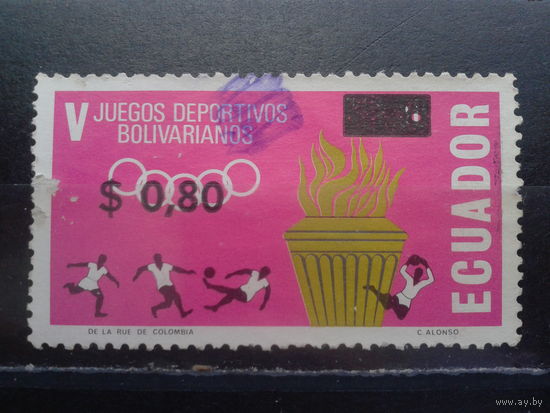 V JUEGOS DEPORTIVOS
BOLIVARIANOS
$ 0,80
ECUADOR
DE LA RUE DE COLOMBIA
C. ALONSO
www.ay.by